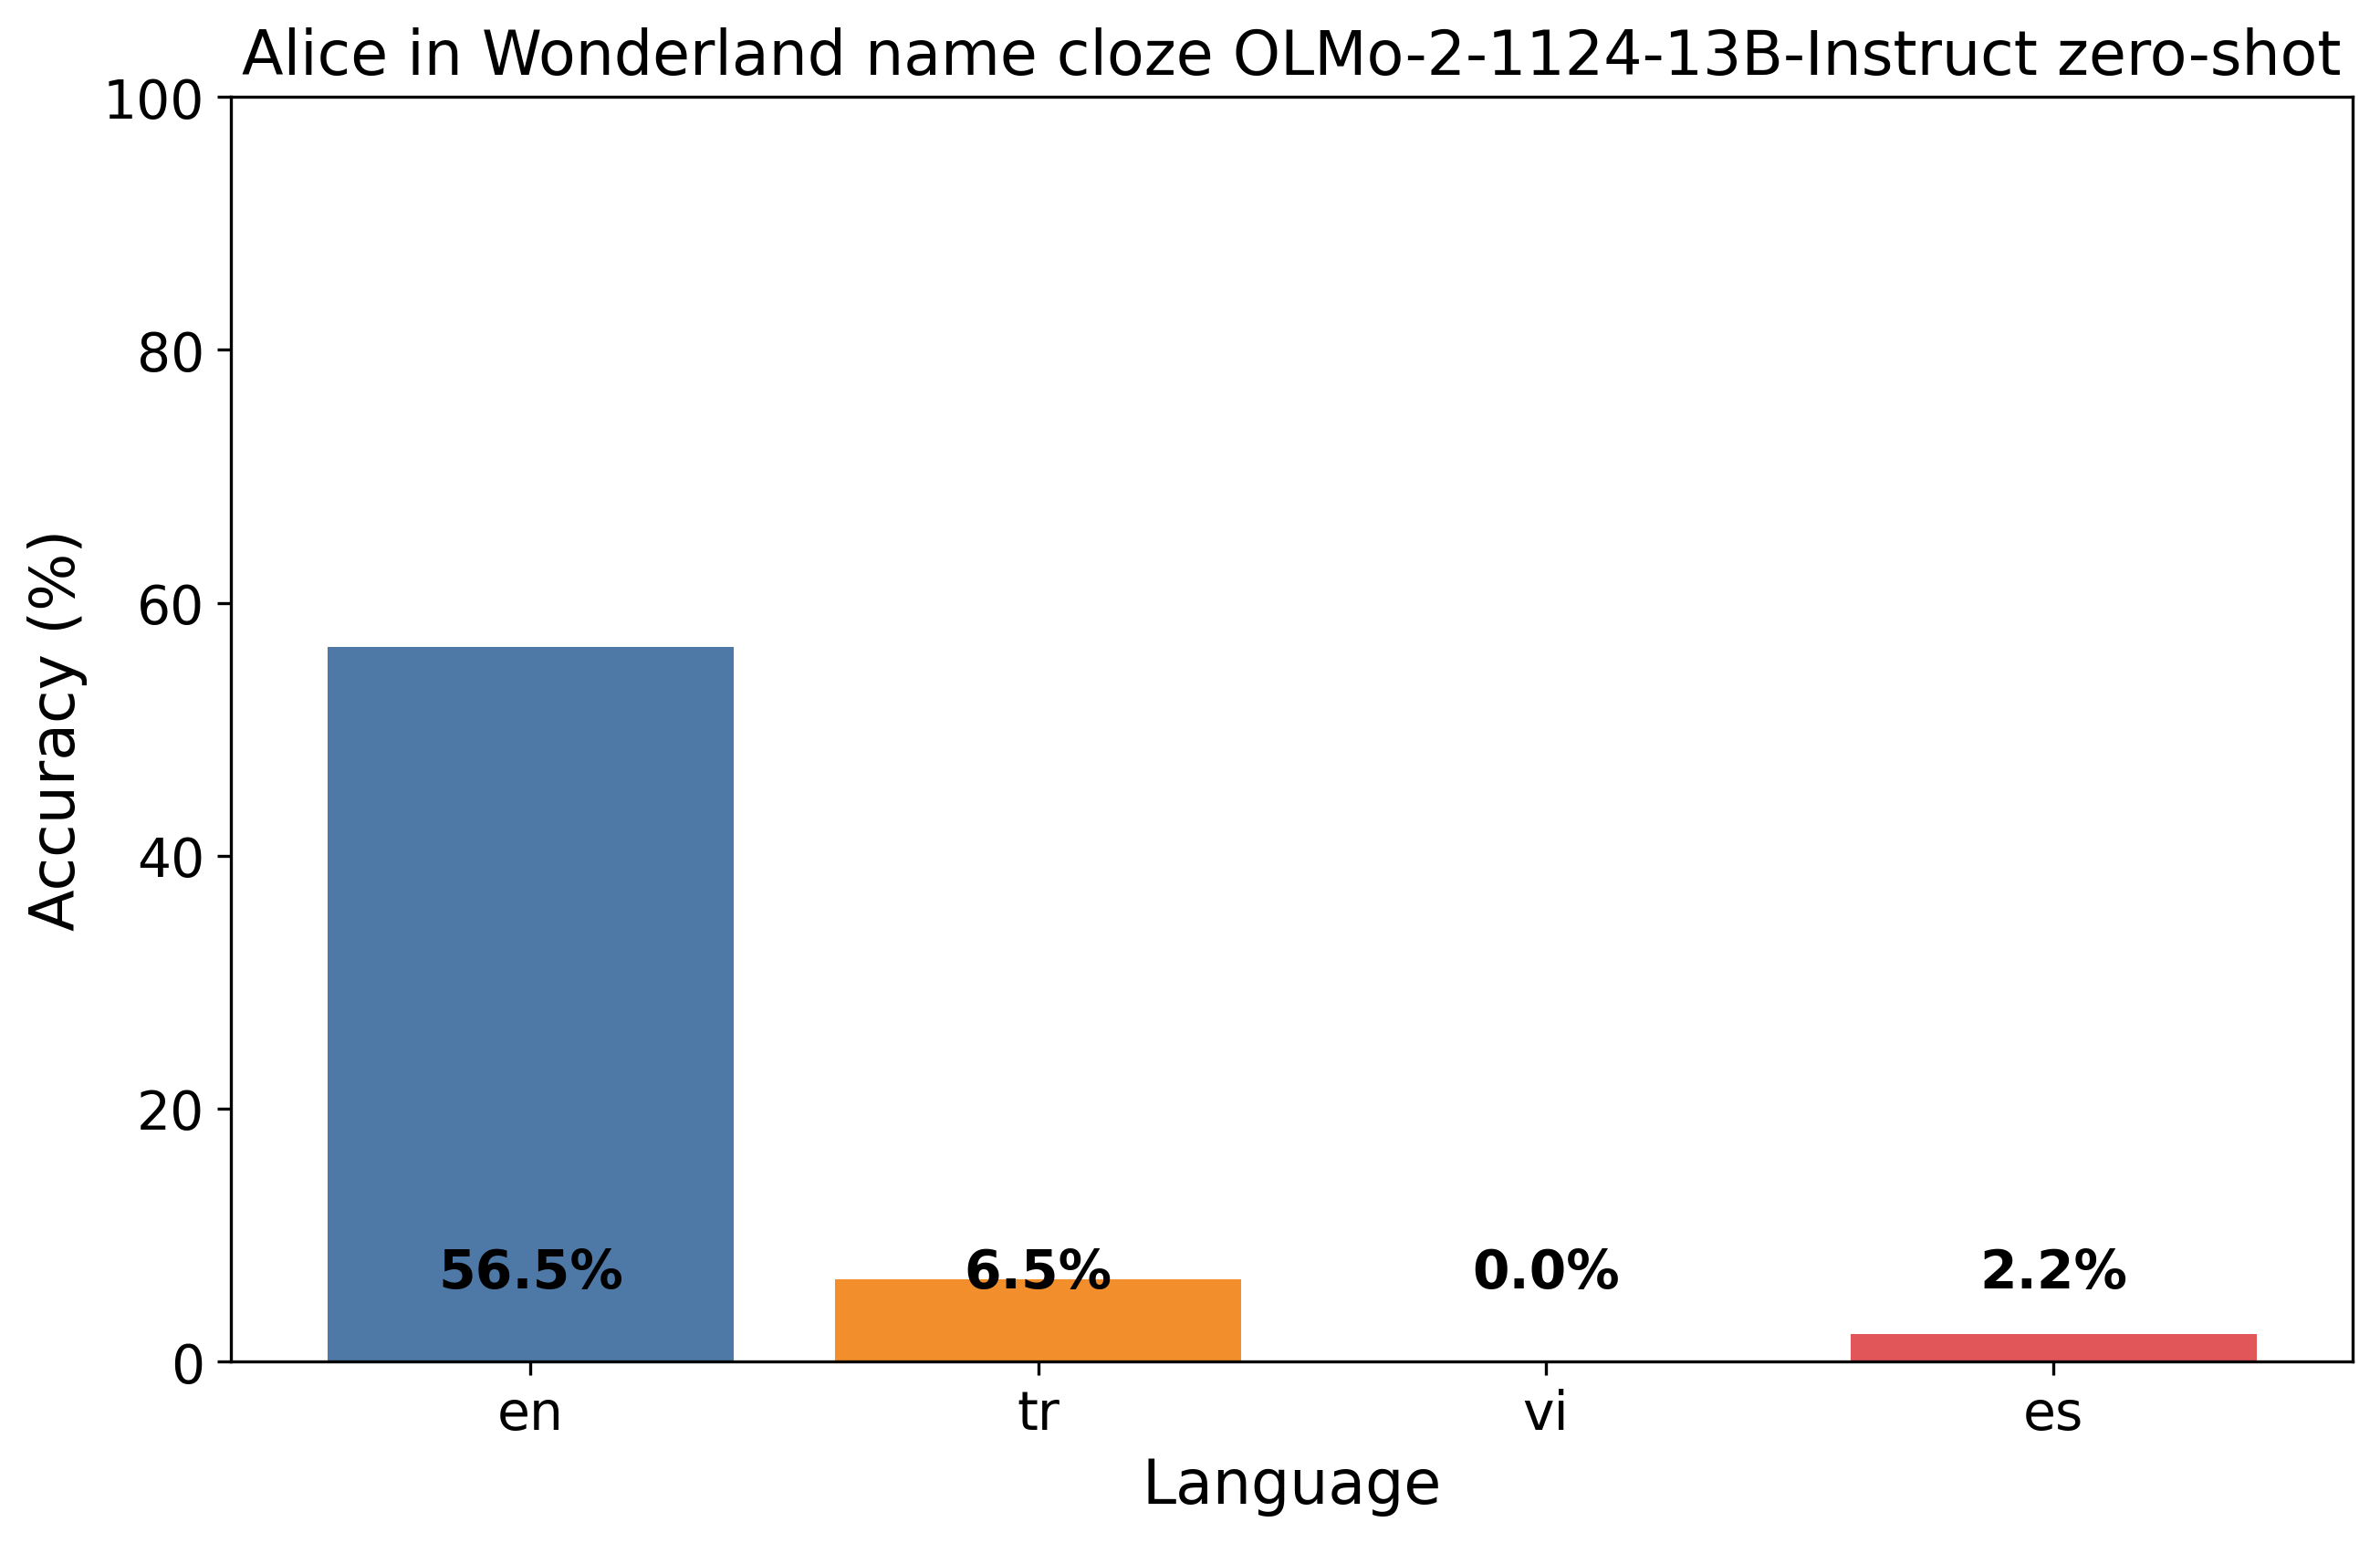 Alice in Wonderland name cloze OLMo-2-1124-13B-Instruct zero-shot
Accuracy (%)
100
80
60
40
20
0
56.5%
6.5%
0.0%
2.2%
en
tr
vi
es
Language